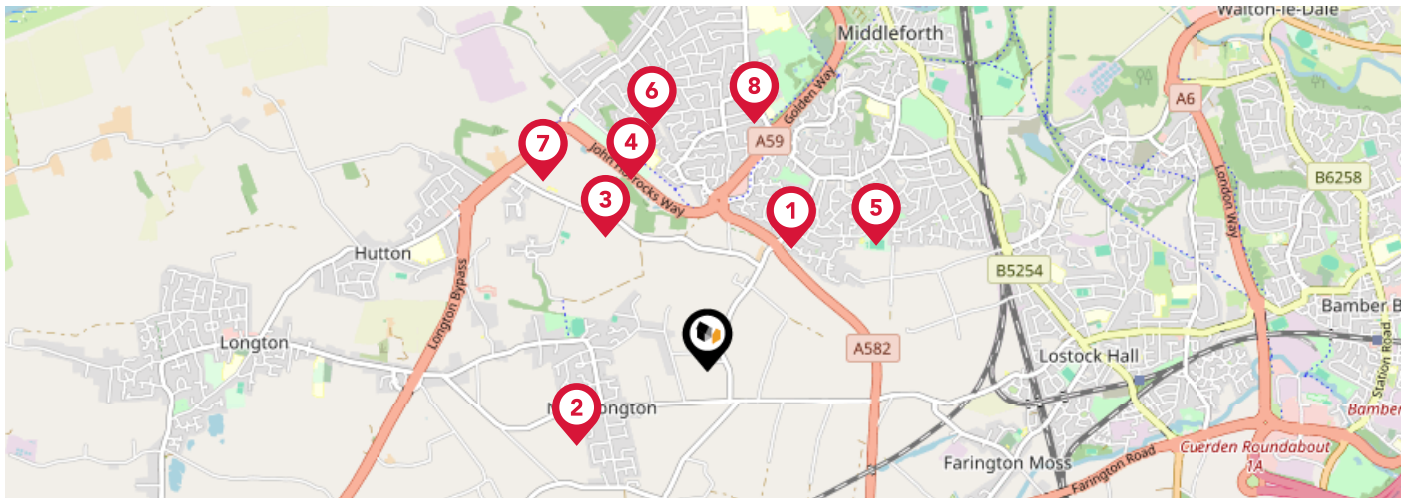 Walton-le-Dale
Middleforth
6
8
Golden Way
A6
A59
7
4
John Horrocks Way
B6258
3
1
5
London Way
Hutton
B5254
Longton Bypass
Bamber B
Longton
A582
Lostock Hall
Station Road
2
ongton
Bamber
Cuerden Roundabout
1A
Farington Moss
Farington Road